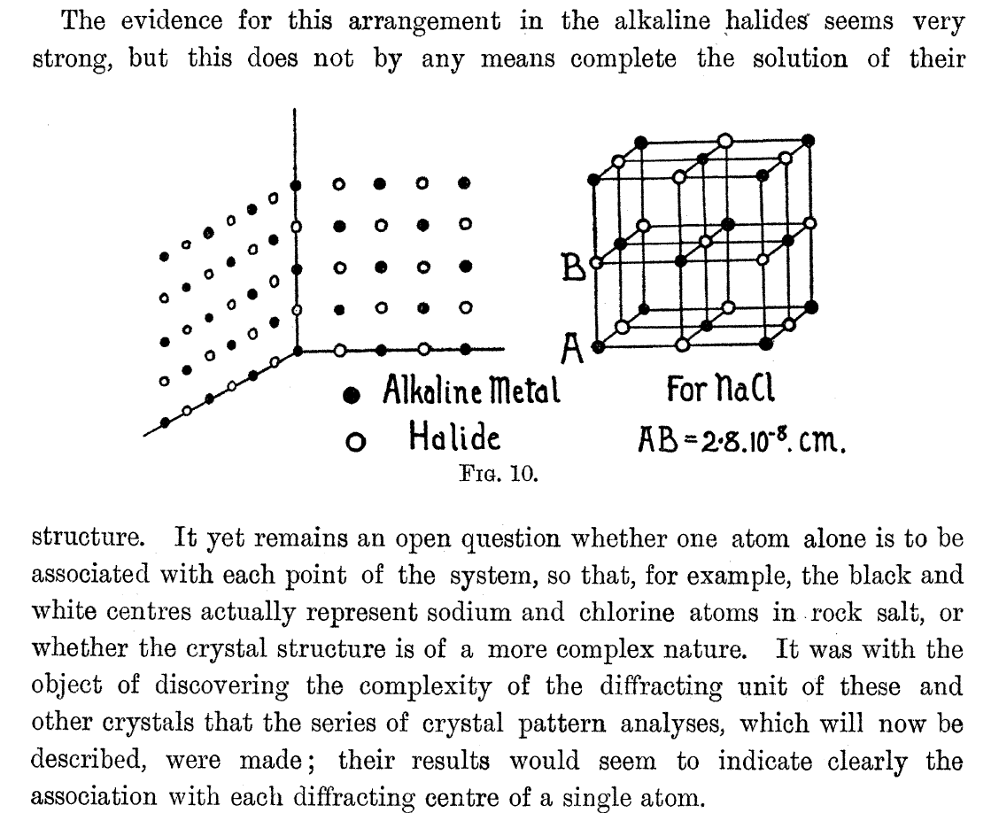 The evidence for this arrangement in the alkaline halides seems very
strong, but this does not by any means complete the solution of their
B
A
Alkaline Metal
Halide
For NaCl
AB = 2·8.10⁻⁸. cm.
Fig. 10.
structure. It yet remains an open question whether one atom alone is to be
associated with each point of the system, so that, for example, the black and
white centres actually represent sodium and chlorine atoms in rock salt, or
whether the crystal structure is of a more complex nature. It was with the
object of discovering the complexity of the diffracting unit of these and
other crystals that the series of crystal pattern analyses, which will now be
described, were made; their results would seem to indicate clearly the
association with each diffracting centre of a single atom.